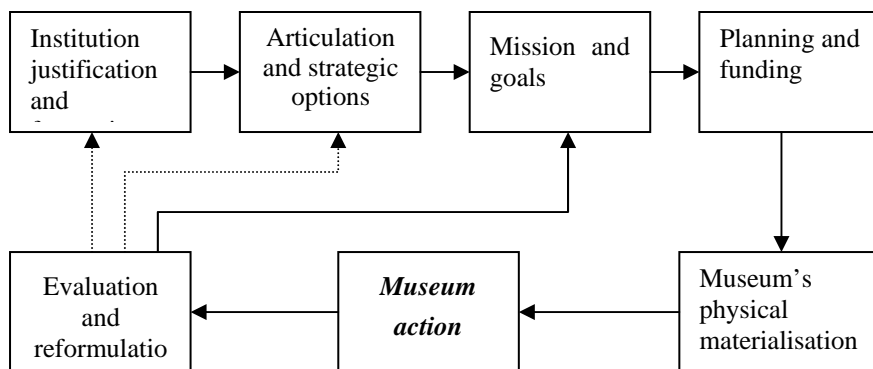 Institution
justification
and
Articulation
and strategic
options
Mission and
goals
Planning and
funding
Evaluation
and
reformulatio
Museum
action
Museum's
physical
materialisation